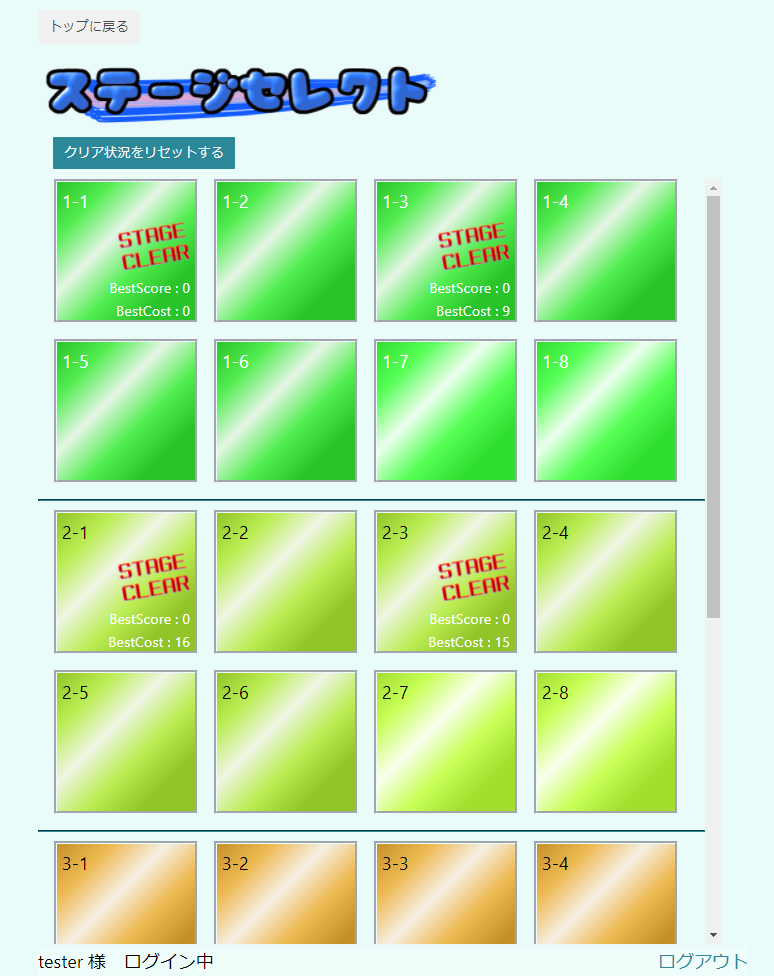 トップに戻る
ステージセレクト
クリア状況をリセットする
1-1
STAGE
CLEAR
BestScore : 0
BestCost : 0
1-2
1-3
STAGE
CLEAR
BestScore : 0
BestCost : 9
1-4
1-5
1-6
1-7
1-8
2-1
STAGE
CLEAR
BestScore : 0
BestCost : 16
2-2
2-3
STAGE
CLEAR
BestScore : 0
BestCost : 15
2-4
2-5
2-6
2-7
2-8
3-1
3-2
3-3
3-4
tester 様　ログイン中
ログアウト